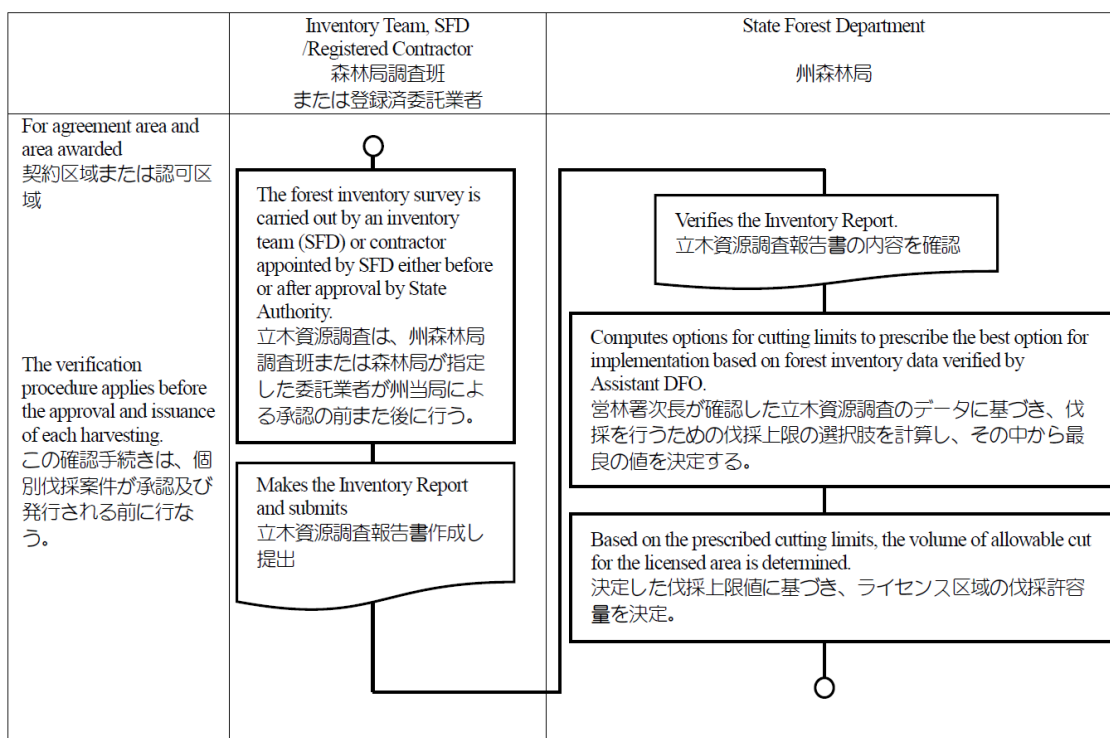 Inventory Team, SFD
/Registered Contractor
森林局調査班
または登録済委託業者
State Forest Department
州森林局
For agreement area and
area awarded
契約区域または認可区
域
The verification
procedure applies before
the approval and issuance
of each harvesting.
この確認手続きは、個
別伐採案件が承認及び
発行される前に行な
う。
The forest inventory survey is
carried out by an inventory
team (SFD) or contractor
appointed by SFD either before
or after approval by State
Authority.
立木資源調査は、州森林局
調査班または森林局が指定
した委託業者が州当局によ
る承認の前また後に行う。
Makes the Inventory Report
and submits
立木資源調査報告書作成し
提出
Verifies the Inventory Report.
立木資源調査報告書の内容を確認
Computes options for cutting limits to prescribe the best option for
implementation based on forest inventory data verified by
Assistant DFO.
営林署次長が確認した立木資源調査のデータに基づき、伐
採を行うための伐採上限の選択肢を計算し、その中から最
良の値を決定する。
Based on the prescribed cutting limits, the volume of allowable cut
for the licensed area is determined.
決定した伐採上限値に基づき、ライセンス区域の伐採許容
量を決定。